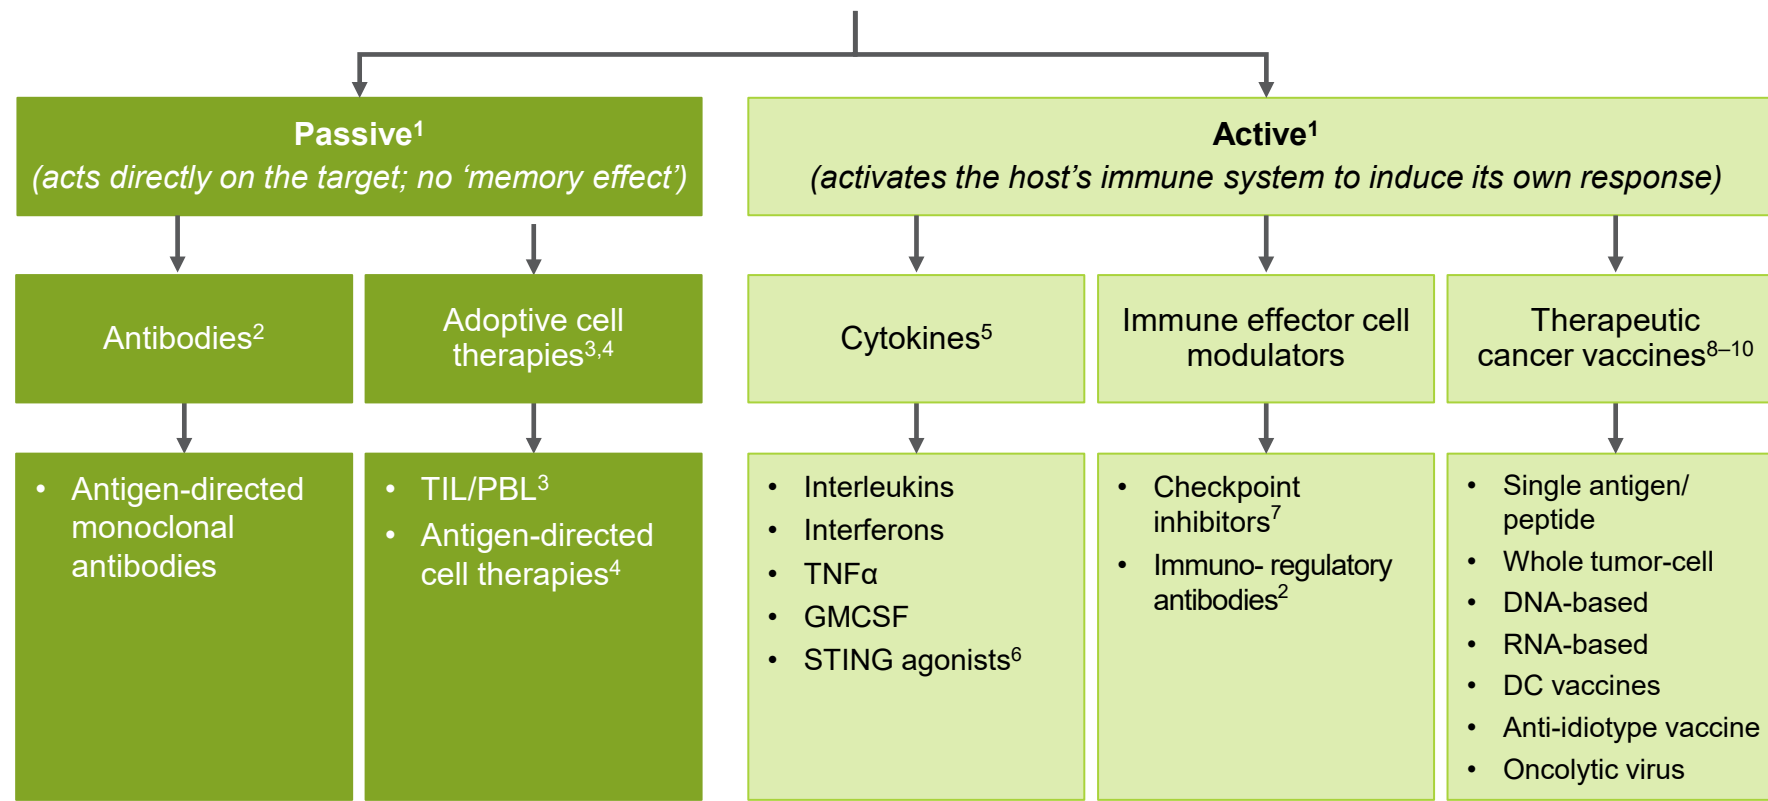 Passive¹
(acts directly on the target; no ‘memory effect’)
Active¹
(activates the host’s immune system to induce its own response)
Antibodies²
Adoptive cell
therapies³,⁴
Cytokines⁵
Immune effector cell
modulators
Therapeutic
cancer vaccines⁸–¹⁰
• Antigen-directed
monoclonal
antibodies
• TIL/PBL³
• Antigen-directed
cell therapies⁴
• Interleukins
• Interferons
• TNFα
• GMCSF
• STING agonists⁶
• Checkpoint
inhibitors⁷
• Immuno- regulatory
antibodies²
• Single antigen/
peptide
• Whole tumor-cell
• DNA-based
• RNA-based
• DC vaccines
• Anti-idiotype vaccine
• Oncolytic virus